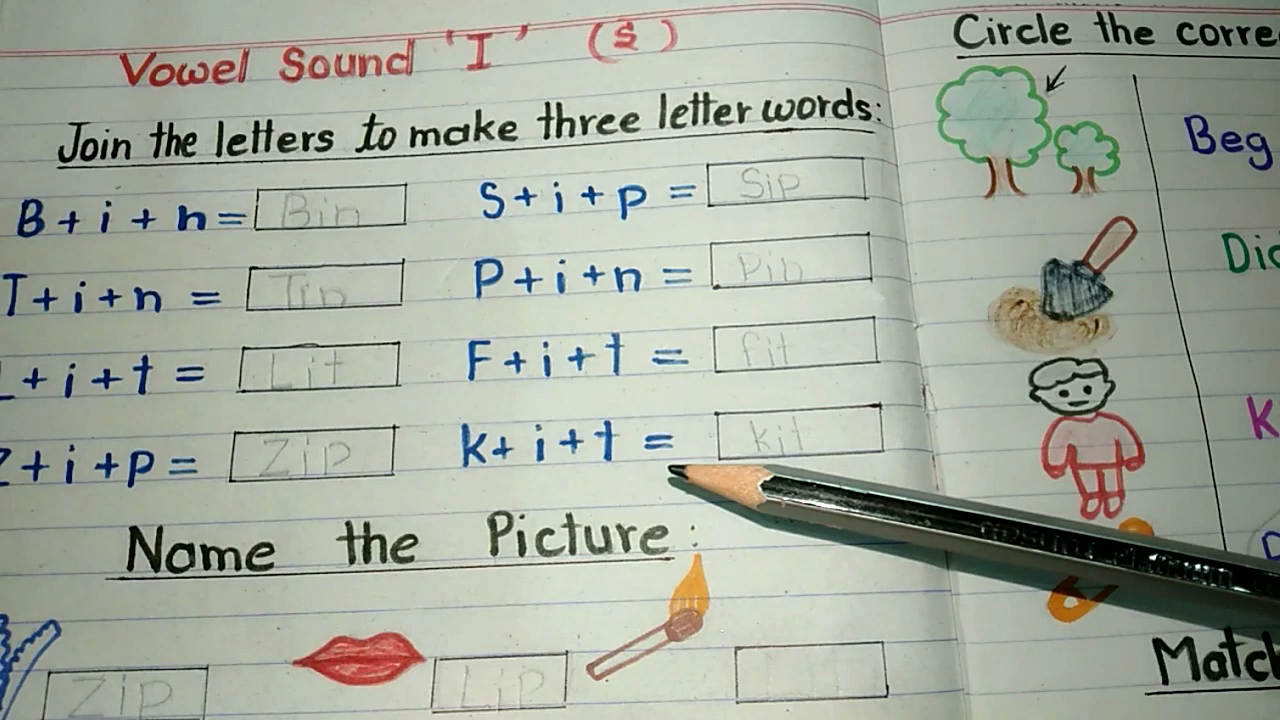 Vowel Sound 'I' (इ)
Join the letters to make three letter words:
B + i + n = Bin
S + i + p = Sip
T + i + n = Tin
P + i + n = Pin
+ i + t = Lit
F + i + t = fit
Z + i + p = Zip
K + i + t = kit
Name the Picture:
Zip
Lip
Circle the corre
Beg
Dic
K
Match